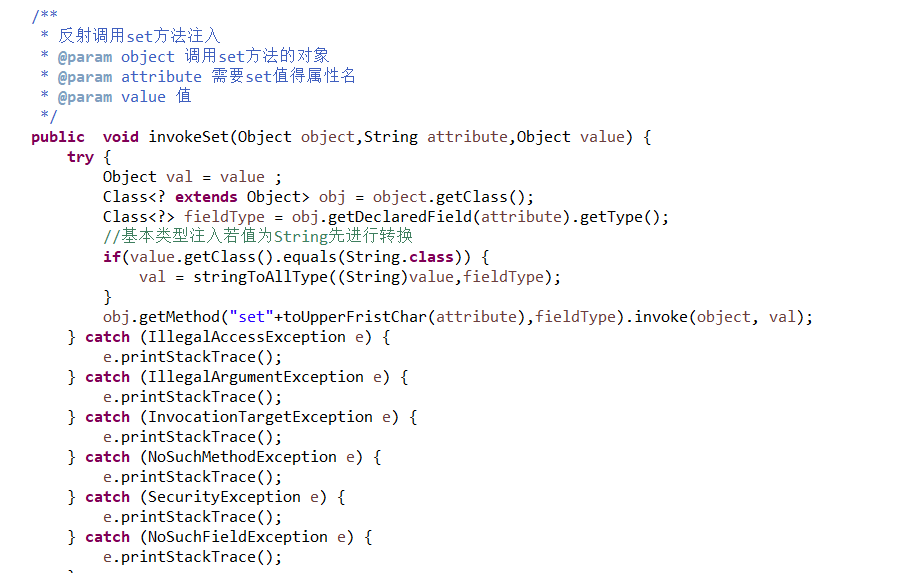 /**
 * 反射调用set方法注入
 * @param object 调用set方法的对象
 * @param attribute 需要set值得属性名
 * @param value 值
 */
public  void invokeSet(Object object,String attribute,Object value) {
    try {
        Object val = value ;
        Class<? extends Object> obj = object.getClass();
        Class<?> fieldType = obj.getDeclaredField(attribute).getType();
        //基本类型注入若值为String先进行转换
        if(value.getClass().equals(String.class)) {
            val = stringToAllType((String)value,fieldType);
        }
        obj.getMethod("set"+toUpperFristChar(attribute),fieldType).invoke(object, val);
    } catch (IllegalAccessException e) {
        e.printStackTrace();
    } catch (IllegalArgumentException e) {
        e.printStackTrace();
    } catch (InvocationTargetException e) {
        e.printStackTrace();
    } catch (NoSuchMethodException e) {
        e.printStackTrace();
    } catch (SecurityException e) {
        e.printStackTrace();
    } catch (NoSuchFieldException e) {
        e.printStackTrace();